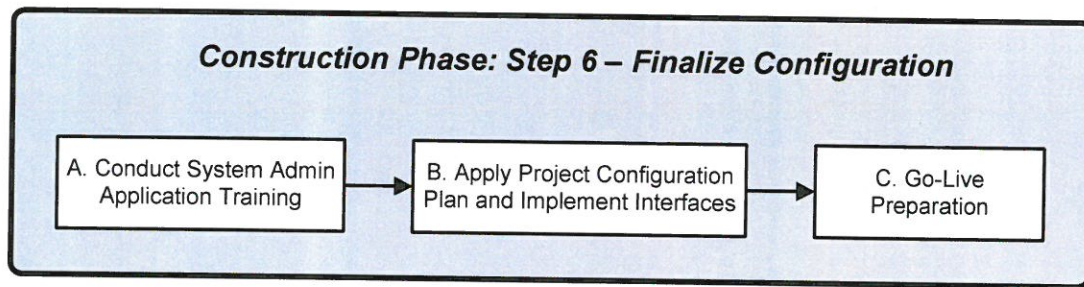 Construction Phase: Step 6 – Finalize Configuration
A. Conduct System Admin
Application Training
B. Apply Project Configuration
Plan and Implement Interfaces
C. Go-Live
Preparation